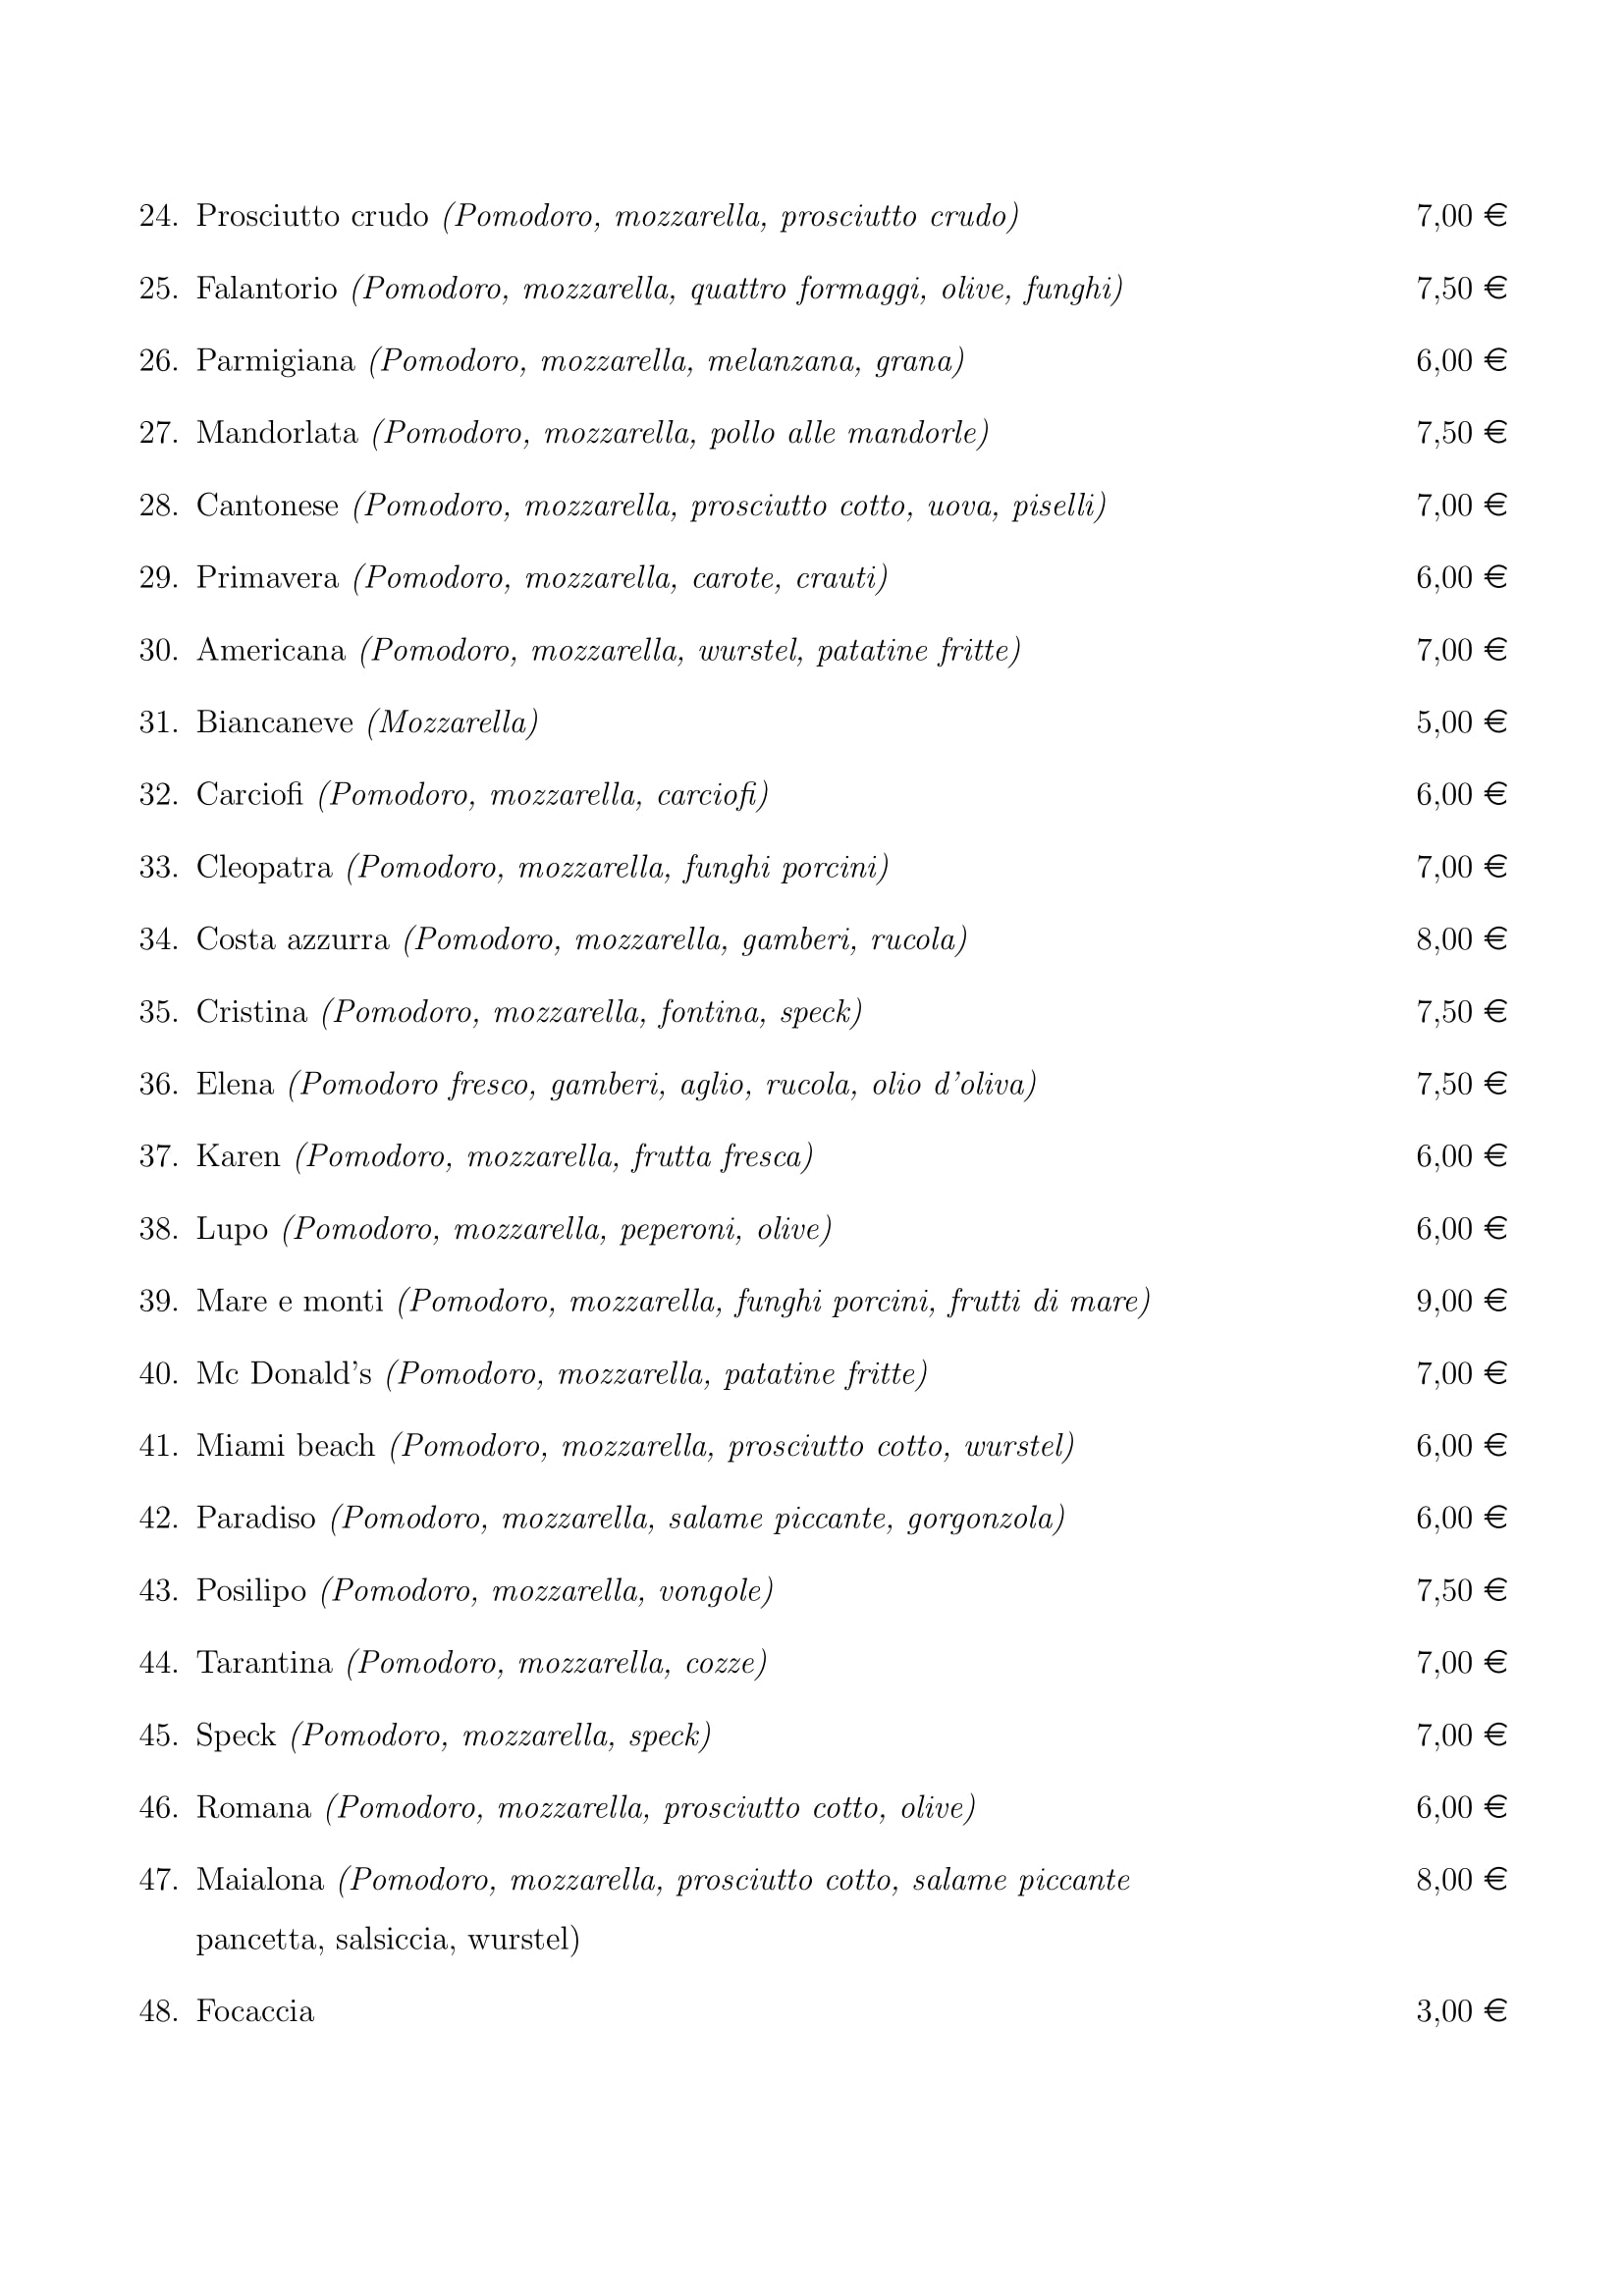 24. Prosciutto crudo (Pomodoro, mozzarella, prosciutto crudo) 7,00 €
25. Falantorio (Pomodoro, mozzarella, quattro formaggi, olive, funghi) 7,50 €
26. Parmigiana (Pomodoro, mozzarella, melanzana, grana) 6,00 €
27. Mandorlata (Pomodoro, mozzarella, pollo alle mandorle) 7,50 €
28. Cantonese (Pomodoro, mozzarella, prosciutto cotto, uova, piselli) 7,00 €
29. Primavera (Pomodoro, mozzarella, carote, crauti) 6,00 €
30. Americana (Pomodoro, mozzarella, wurstel, patatine fritte) 7,00 €
31. Biancaneve (Mozzarella) 5,00 €
32. Carciofi (Pomodoro, mozzarella, carciofi) 6,00 €
33. Cleopatra (Pomodoro, mozzarella, funghi porcini) 7,00 €
34. Costa azzurra (Pomodoro, mozzarella, gamberi, rucola) 8,00 €
35. Cristina (Pomodoro, mozzarella, fontina, speck) 7,50 €
36. Elena (Pomodoro fresco, gamberi, aglio, rucola, olio d'oliva) 7,50 €
37. Karen (Pomodoro, mozzarella, frutta fresca) 6,00 €
38. Lupo (Pomodoro, mozzarella, peperoni, olive) 6,00 €
39. Mare e monti (Pomodoro, mozzarella, funghi porcini, frutti di mare) 9,00 €
40. Mc Donald's (Pomodoro, mozzarella, patatine fritte) 7,00 €
41. Miami beach (Pomodoro, mozzarella, prosciutto cotto, wurstel) 6,00 €
42. Paradiso (Pomodoro, mozzarella, salame piccante, gorgonzola) 6,00 €
43. Posilipo (Pomodoro, mozzarella, vongole) 7,50 €
44. Tarantina (Pomodoro, mozzarella, cozze) 7,00 €
45. Speck (Pomodoro, mozzarella, speck) 7,00 €
46. Romana (Pomodoro, mozzarella, prosciutto cotto, olive) 6,00 €
47. Maialona (Pomodoro, mozzarella, prosciutto cotto, salame piccante 8,00 €
pancetta, salsiccia, wurstel)
48. Focaccia 3,00 €